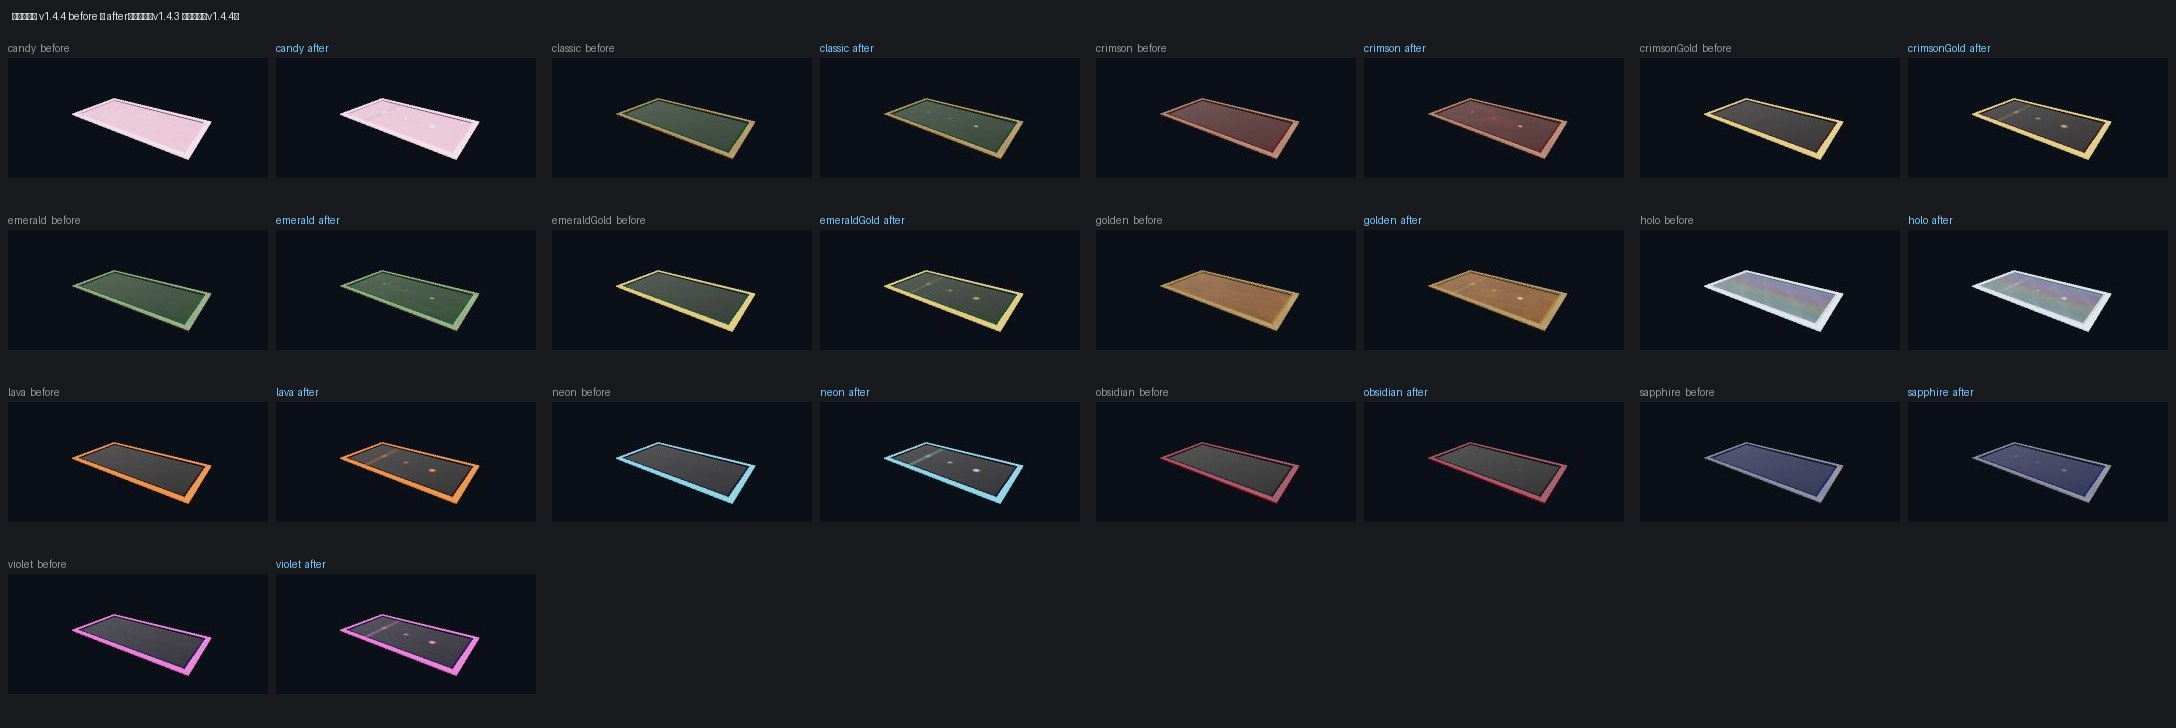 v1.4.4 before after v1.4.3 v1.4.4
candy before candy after classic before classic after crimson before crimson after crimsonGold before crimsonGold after
emerald before emerald after emeraldGold before emeraldGold after golden before golden after holo before holo after
lava before lava after neon before neon after obsidian before obsidian after sapphire before sapphire after
violet before violet after